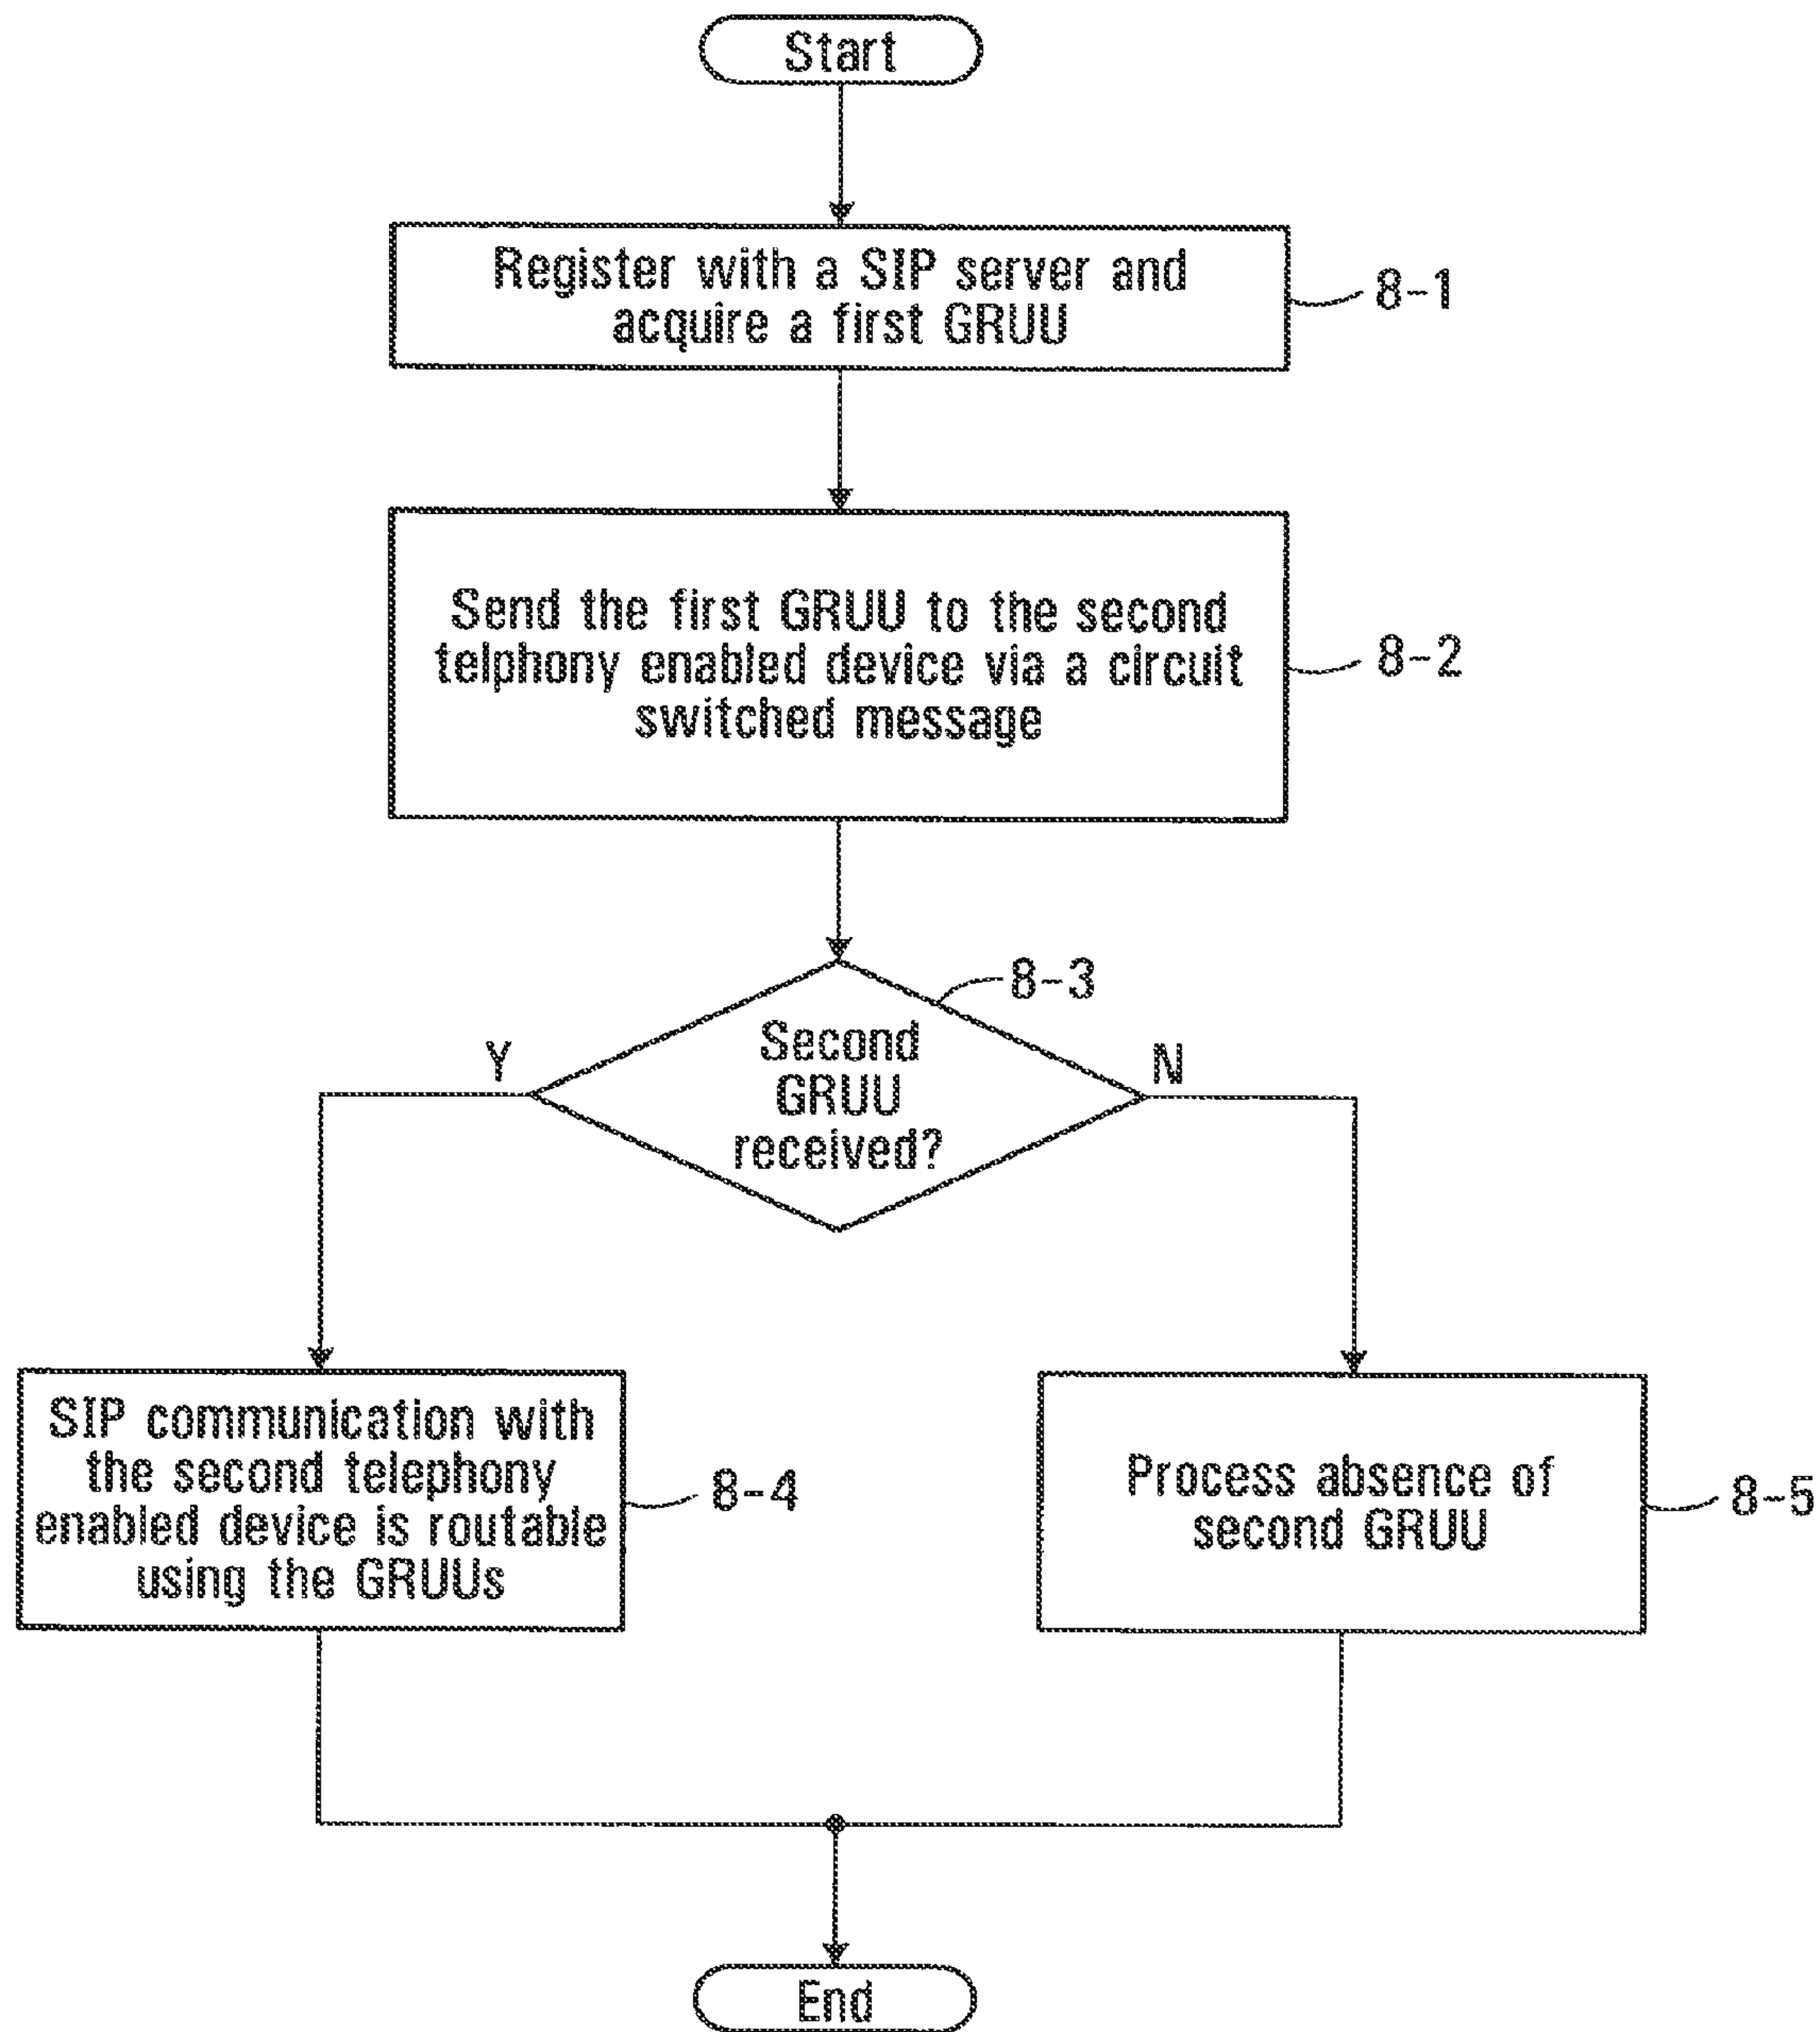 Start
Register with a SIP server and
acquire a first GRUU
8-1
Send the first GRUU to the second
telphony enabled device via a circuit
switched message
8-2
8-3
Second
GRUU
received?
Y
N
SIP communication with
the second telephony
enabled device is routable
using the GRUUs
8-4
Process absence of
second GRUU
8-5
End